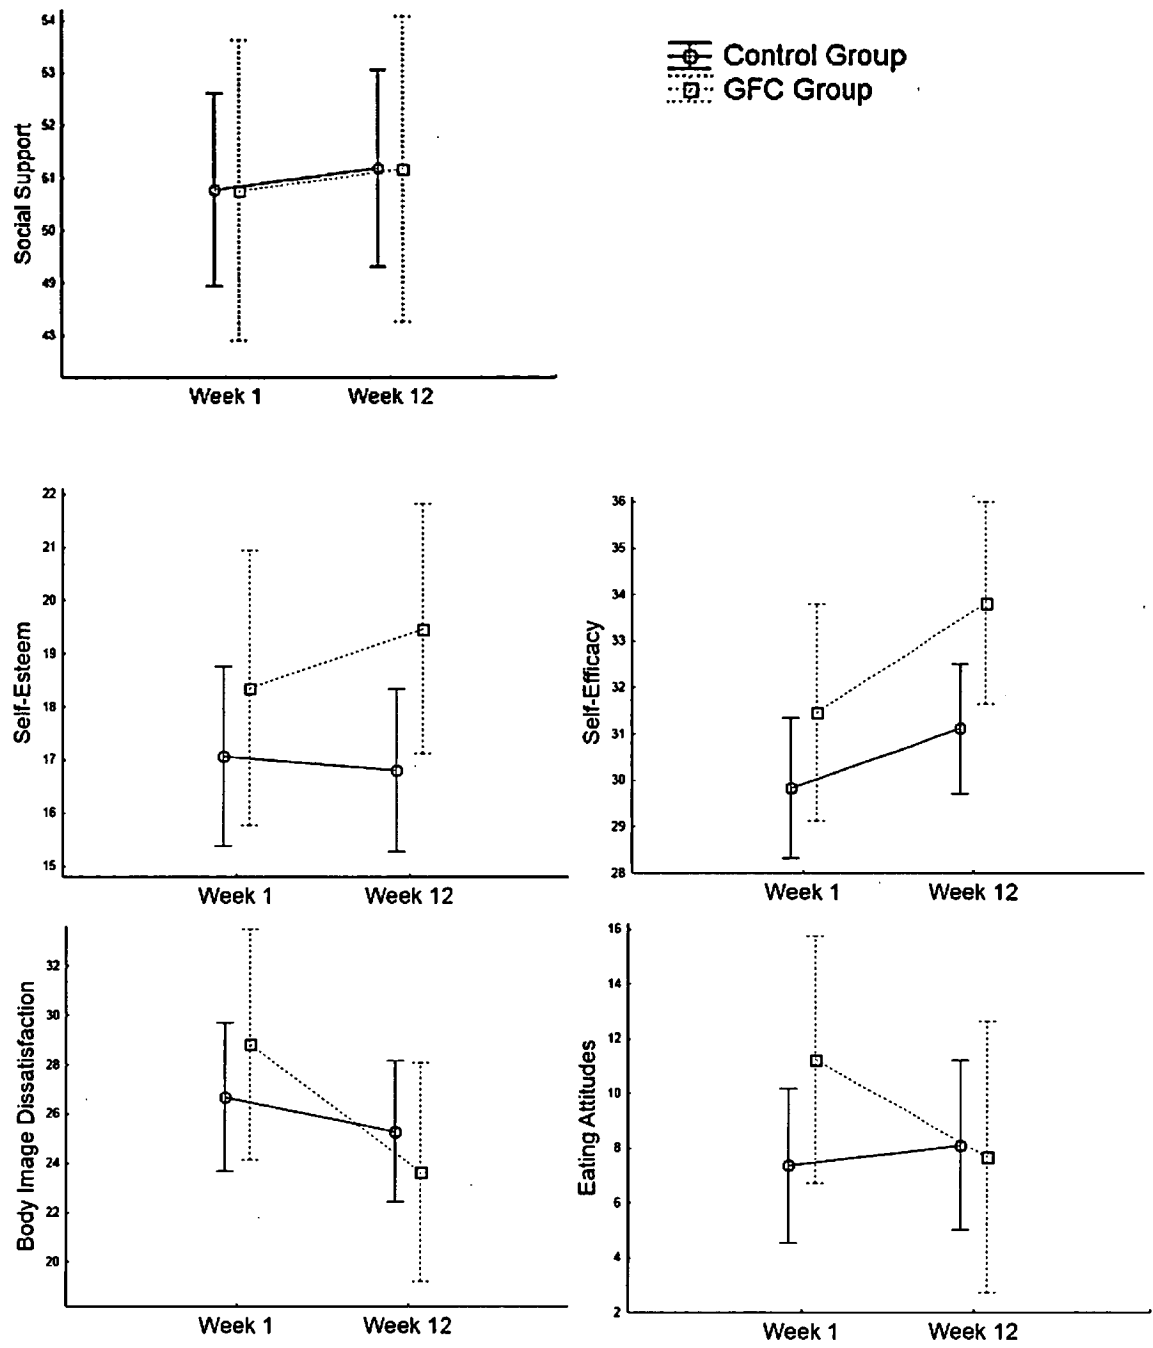 Control Group
GFC Group
Social Support
54
53
52
51
50
49
48
Week 1
Week 12
Self-Esteem
22
21
20
19
18
17
16
15
Week 1
Week 12
Self-Efficacy
36
35
34
33
32
31
30
29
28
Week 1
Week 12
Body Image Dissatisfaction
32
30
28
26
24
22
20
Week 1
Week 12
Eating Attitudes
16
14
12
10
8
6
4
2
Week 1
Week 12